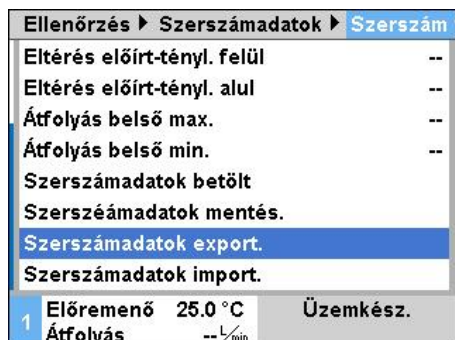 Ellenőrzés ▶ Szerszámadatok ▶ Szerszám
Eltérés előírt-tényl. felül --
Eltérés előírt-tényl. alul --
Átfolyás belső max. --
Átfolyás belső min. --
Szerszámadatok betölt
Szerszéámadatok mentés.
Szerszámadatok export.
Szerszámadatok import.
1 Előremenő 25.0 °C Üzemkész.
Átfolyás -- L/min